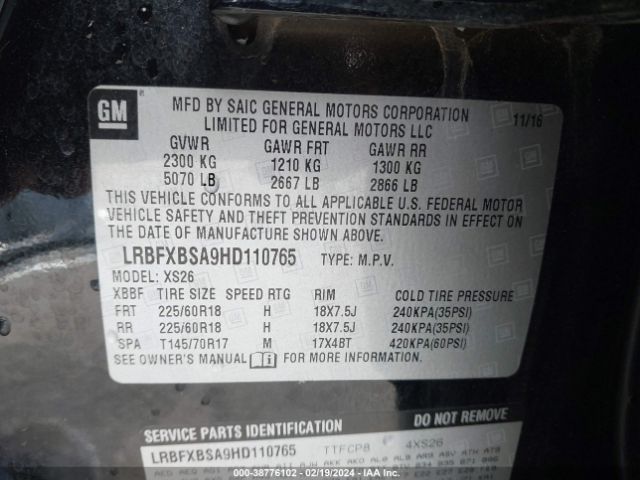 GM
MFD BY SAIC GENERAL MOTORS CORPORATION
LIMITED FOR GENERAL MOTORS LLC
11/16
GVWR GAWR FRT GAWR RR
2300 KG 1210 KG 1300 KG
5070 LB 2667 LB 2866 LB
THIS VEHICLE CONFORMS TO ALL APPLICABLE U.S. FEDERAL MOTOR
VEHICLE SAFETY AND THEFT PREVENTION STANDARDS IN EFFECT ON
THE DATE OF MANUFACTURE SHOWN ABOVE.
LRBFXBSA9HD110765 TYPE: M.P.V.
MODEL: XS26
XBBF TIRE SIZE SPEED RTG RIM COLD TIRE PRESSURE
FRT 225/60R18 H 18X7.5J 240KPA(35PSI)
RR 225/60R18 H 18X7.5J 240KPA(35PSI)
SPA T145/70R17 M 17X4BT 420KPA(60PSI)
SEE OWNER'S MANUAL FOR MORE INFORMATION
SERVICE PARTS IDENTIFICATION DO NOT REMOVE
LRBFXBSA9HD110765 TTFCPB 4XS26
© 000-38776102 - 02/19/2024 - IAAI.COM